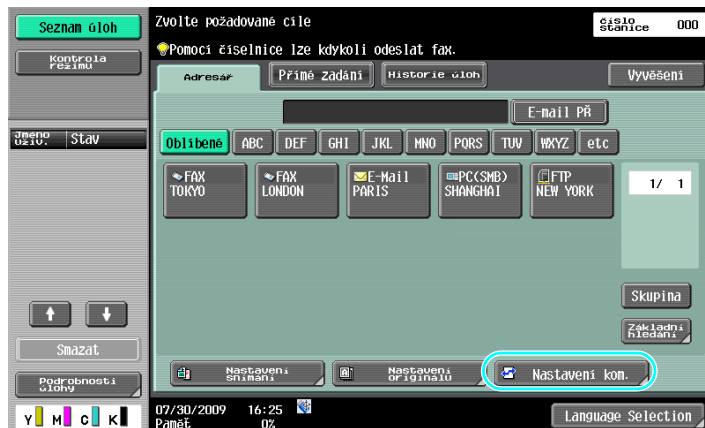 Seznam úloh
Kontrola
režimu
Jméno
uživ.
Stav
Smazat
Podrobnosti
úlohy
Y M C K
Zvolte požadované cíle
číslo
stanice
000
Pomocí číselnice lze kdykoli odeslat fax.
Adresář
Přímé zadání
Historie úloh
Vyvěšení
E-mail PŘ
Oblíbené
ABC
DEF
GHI
JKL
MNO
PQRS
TUV
WXYZ
etc
FAX
TOKYO
FAX
LONDON
E-Mail
PARIS
PC(SMB)
SHANGHAI
FTP
NEW YORK
1/ 1
Skupina
Základní
hledání
Nastavení
snímání
Nastavení
originálu
Nastavení kom.
07/30/2009 16:25
Paměť 0%
Language Selection